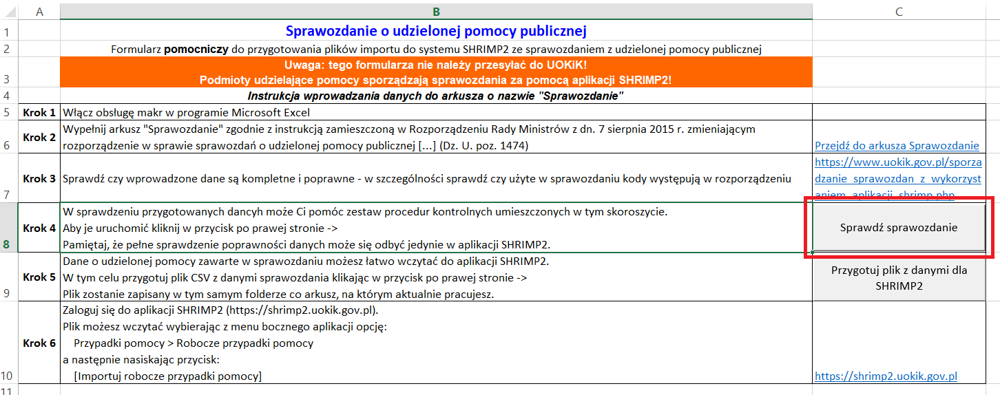 A B C
1 Sprawozdanie o udzielonej pomocy publicznej
2 Formularz pomocniczy do przygotowania plików importu do systemu SHRIMP2 ze sprawozdaniem z udzielonej pomocy publicznej
Uwaga: tego formularza nie należy przesyłać do UOKiK!
3 Podmioty udzielające pomocy sporządzają sprawozdania za pomocą aplikacji SHRIMP2!
4 Instrukcja wprowadzania danych do arkusza o nazwie "Sprawozdanie"
5 Krok 1 Włącz obsługę makr w programie Microsoft Excel
Krok 2 Wypełnij arkusz "Sprawozdanie" zgodnie z instrukcją zamieszczoną w Rozporządzeniu Rady Ministrów z dn. 7 sierpnia 2015 r. zmieniającym
6 rozporządzenie w sprawie sprawozdań o udzielonej pomocy publicznej [...] (Dz. U. poz. 1474) Przejdź do arkusza Sprawozdanie
https://www.uokik.gov.pl/sporza
Krok 3 Sprawdź czy wprowadzone dane są kompletne i poprawne - w szczególności sprawdź czy użyte w sprawozdaniu kody występują w rozporządzeniu dzanie_sprawozdan_z_wykorzyst
7 aniem_aplikacji_shrimp.php
W sprawdzeniu przygotowanych dancyh może Ci pomóc zestaw procedur kontrolnych umieszczonych w tym skoroszycie.
Krok 4 Aby je uruchomić kliknij w przycisk po prawej stronie -> Sprawdź sprawozdanie
8 Pamiętaj, że pełne sprawdzenie poprawności danych może się odbyć jedynie w aplikacji SHRIMP2.
Dane o udzielonej pomocy zawarte w sprawozdaniu możesz łatwo wczytać do aplikacji SHRIMP2.
Krok 5 W tym celu przygotuj plik CSV z danymi sprawozdania klikając w przycisk po prawej stronie -> Przygotuj plik z danymi dla
9 Plik zostanie zapisany w tym samym folderze co arkusz, na którym aktualnie pracujesz. SHRIMP2
Zaloguj się do aplikacji SHRIMP2 (https://shrimp2.uokik.gov.pl).
Plik możesz wczytać wybierając z menu bocznego aplikacji opcję:
Krok 6 Przypadki pomocy > Robocze przypadki pomocy
a następnie nasiskając przycisk:
10 [Importuj robocze przypadki pomocy] https://shrimp2.uokik.gov.pl
11